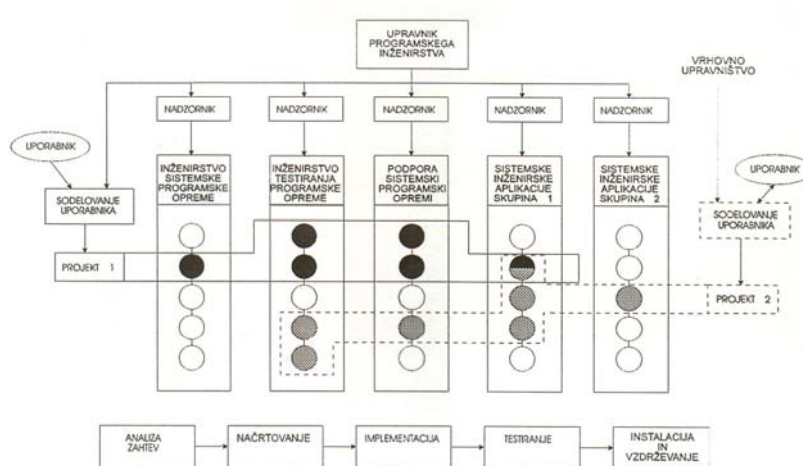 UPRAVNIK
PROGRAMSKEGA
INŽENIRSTVA
VRHOVNO
UPRAVNIŠTVO
NADZORNIK
NADZORNIK
NADZORNIK
NADZORNIK
NADZORNIK
UPORABNIK
SODELOVANJE
UPORABNIKA
INŽENIRSTVO
SISTEMSKE
PROGRAMSKE
OPREME
INŽENIRSTVO
TESTIRANJA
PROGRAMSKE
OPREME
PODPORA
SISTEMSKI
PROGRAMSKI
OPREMI
SISTEMSKE
INŽENIRSKE
APLIKACIJE
SKUPINA 1
SISTEMSKE
INŽENIRSKE
APLIKACIJE
SKUPINA 2
UPORABNIK
SODELOVANJE
UPORABNIKA
PROJEKT 1
PROJEKT 2
ANALIZA
ZAHTEV
NAČRTOVANJE
IMPLEMENTACIJA
TESTIRANJE
INSTALACIJA
IN
VZDRŽEVANJE